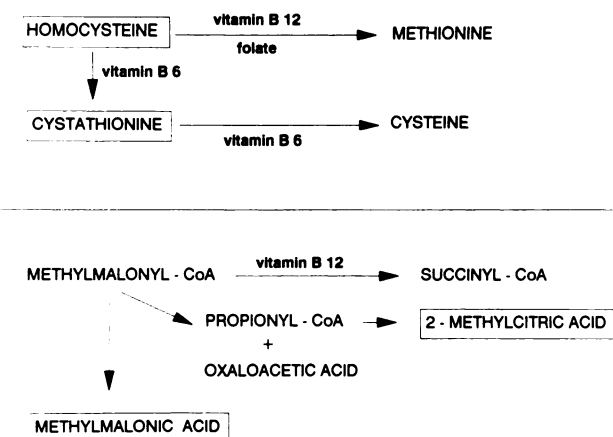 HOMOCYSTEINE vitamin B 12 METHIONINE
folate
vitamin B 6
CYSTATHIONINE CYSTEINE
vitamin B 6
METHYLMALONYL - CoA vitamin B 12 SUCCINYL - CoA
PROPIONYL - CoA 2 - METHYLCITRIC ACID
+
OXALOACETIC ACID
METHYLMALONIC ACID